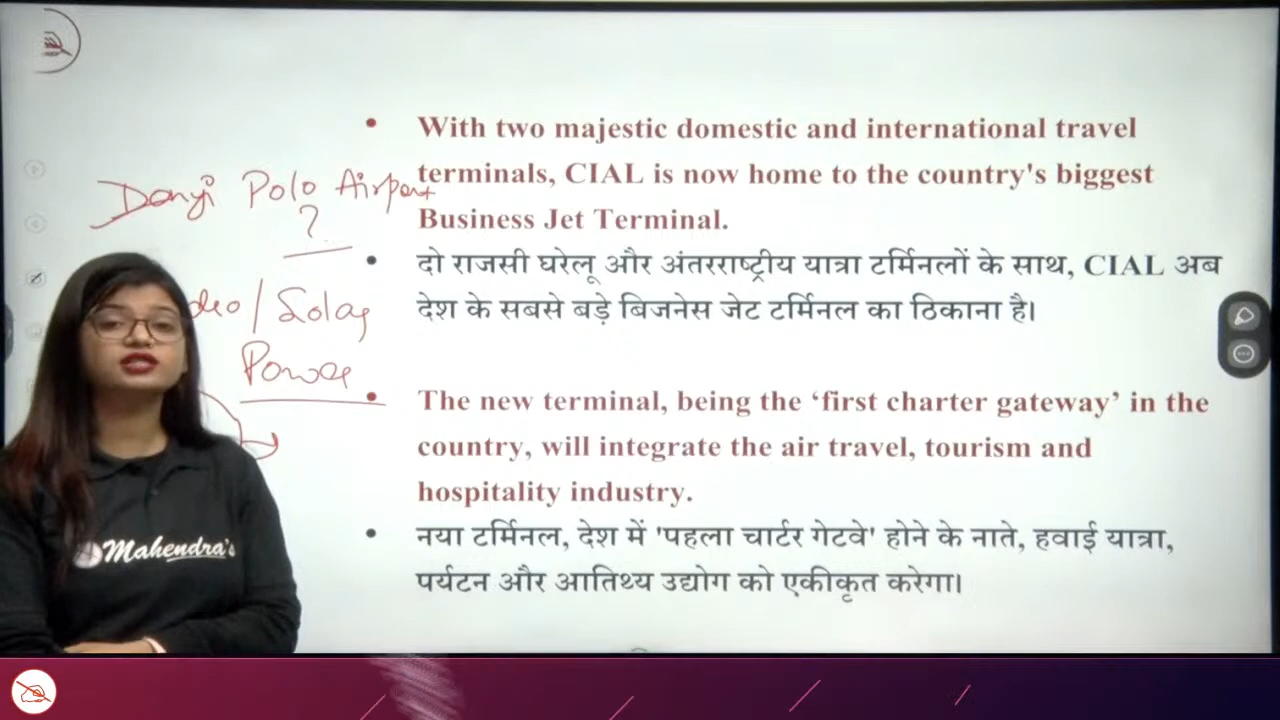 With two majestic domestic and international travel
terminals, CIAL is now home to the country's biggest
Business Jet Terminal.
दो राजसी घरेलू और अंतरराष्ट्रीय यात्रा टर्मिनलों के साथ, CIAL अब
देश के सबसे बड़े बिजनेस जेट टर्मिनल का ठिकाना है।
The new terminal, being the ‘first charter gateway’ in the
country, will integrate the air travel, tourism and
hospitality industry.
नया टर्मिनल, देश में 'पहला चार्टर गेटवे' होने के नाते, हवाई यात्रा,
पर्यटन और आतिथ्य उद्योग को एकीकृत करेगा।
Donyi Polo Airport
?
/ Solar
Power
Mahendra's